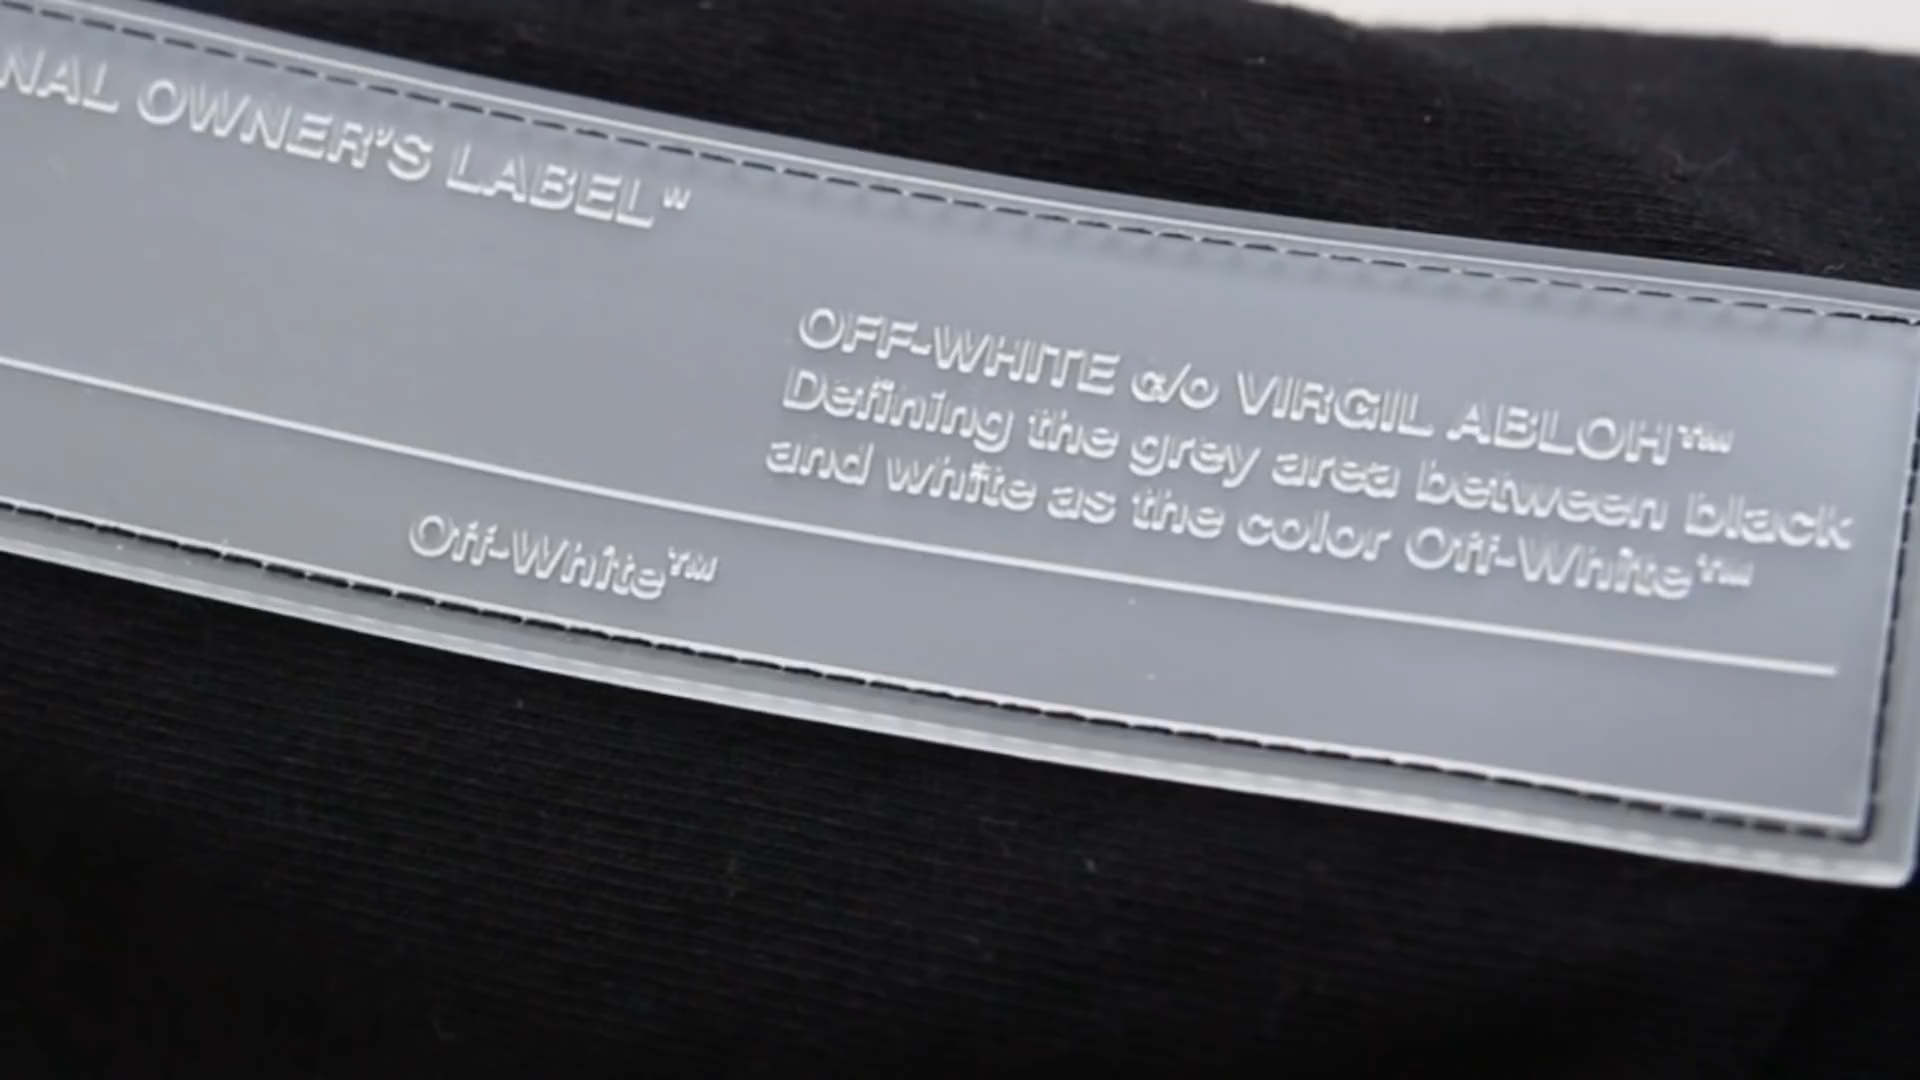 NAL OWNER'S LABEL"
OFF-WHITE c/o VIRGIL ABLOH™
Defining the grey area between black
and white as the color Off-White™
Off-White™